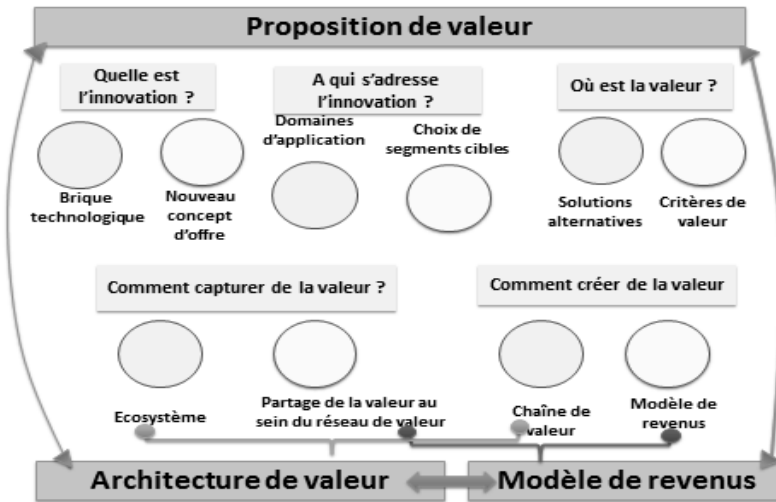 Proposition de valeur
Quelle est
l'innovation ?
A qui s'adresse
l'innovation ?
Où est la valeur ?
Domaines
d'application
Choix de
segments cibles
Brique
technologique
Nouveau
concept
d'offre
Solutions
alternatives
Critères de
valeur
Comment capturer de la valeur ?
Comment créer de la valeur
Ecosystème
Partage de la valeur au
sein du réseau de valeur
Chaîne de
valeur
Modèle de
revenus
Architecture de valeur
Modèle de revenus